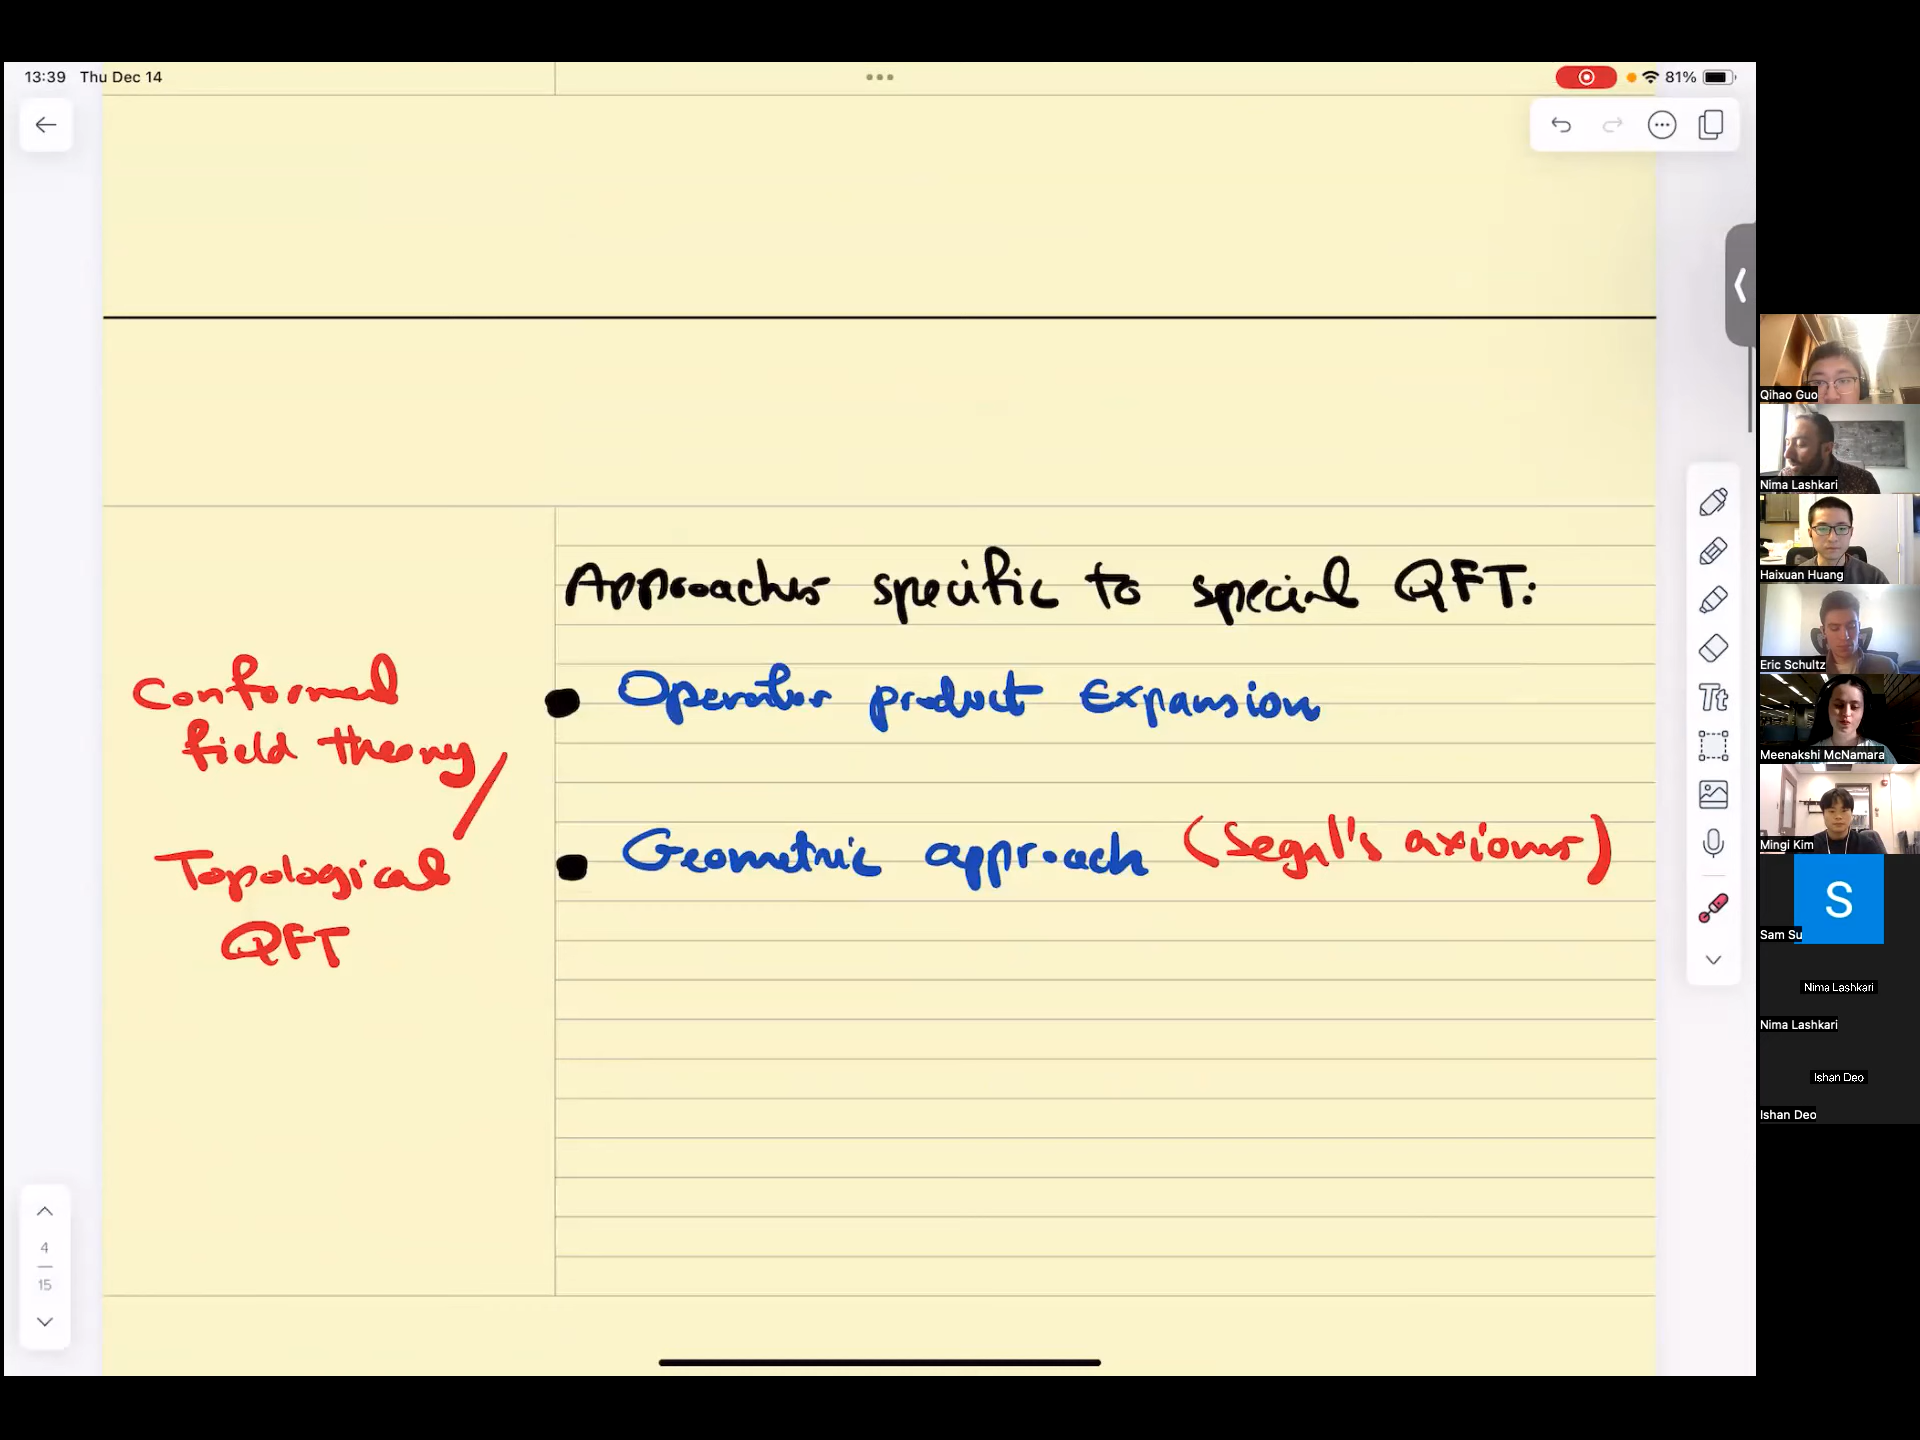 13:39 Thu Dec 14
81%
Approaches specific to special QFT:
Conformal
field theory/
Topological
QFT
Operator product Expansion
Geometric approach (Segal's axioms)
Tt
4
15
Qihao Guo
Nima Lashkari
Haixuan Huang
Eric Schultz
Meenakshi McNamara
Mingi Kim
S
Sam Su
Nima Lashkari
Nima Lashkari
Ishan Deo
Ishan Deo